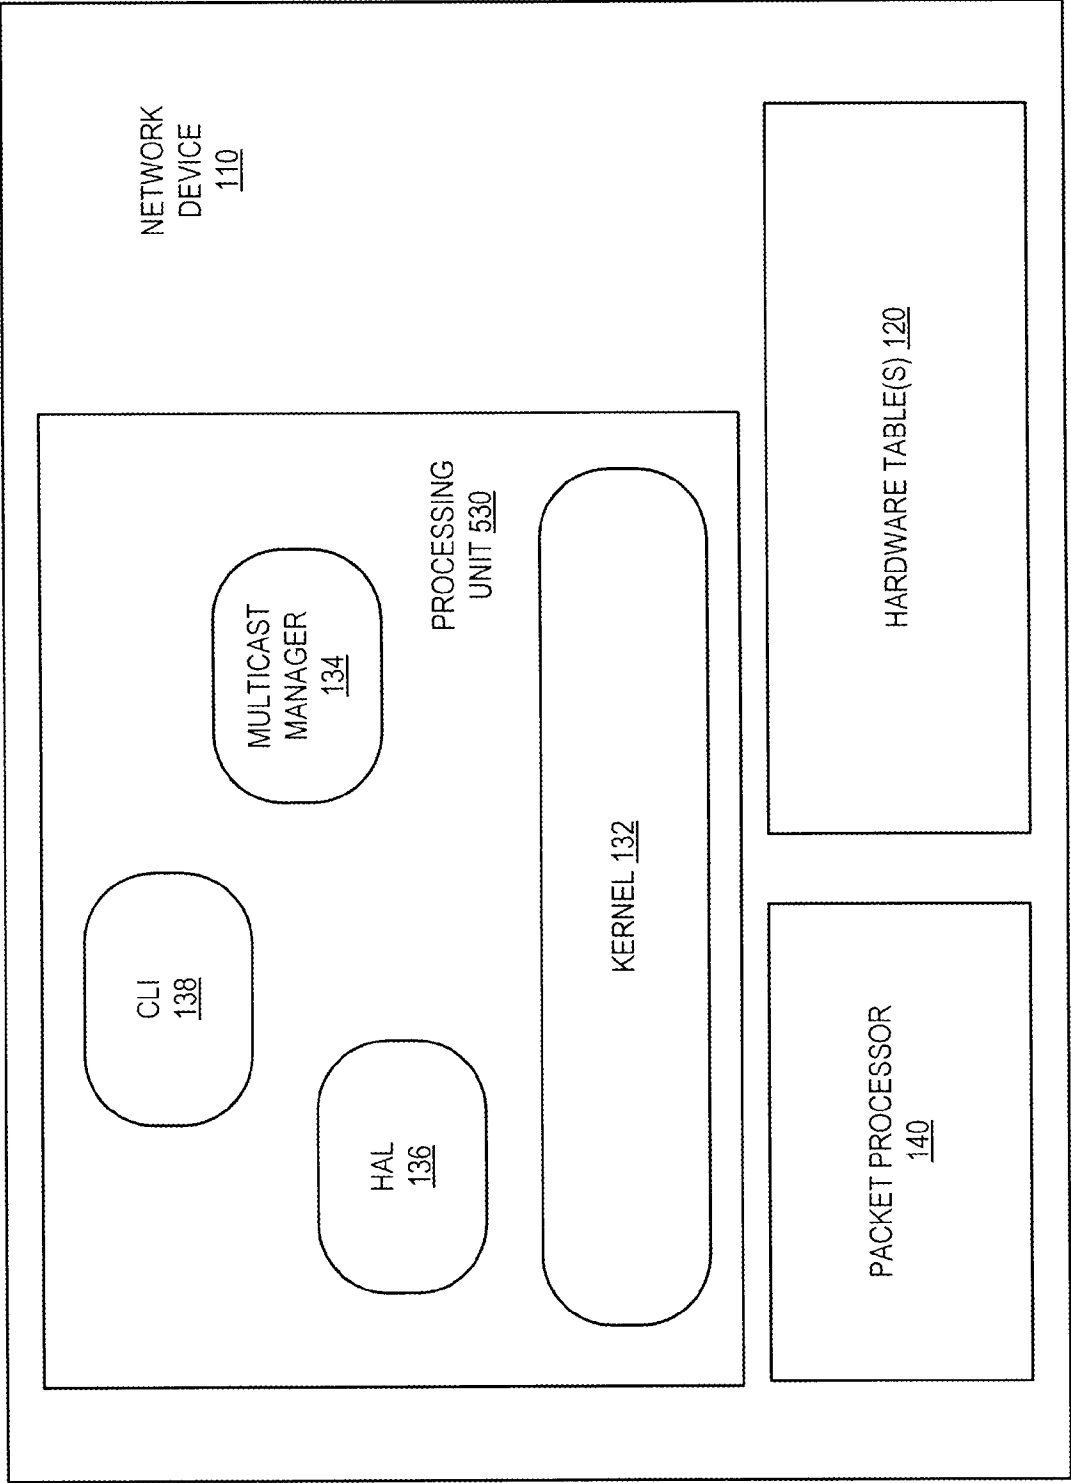 NETWORK
DEVICE
110
CLI
138
MULTICAST
MANAGER
134
HAL
136
PROCESSING
UNIT 530
KERNEL 132
PACKET PROCESSOR
140
HARDWARE TABLE(S) 120